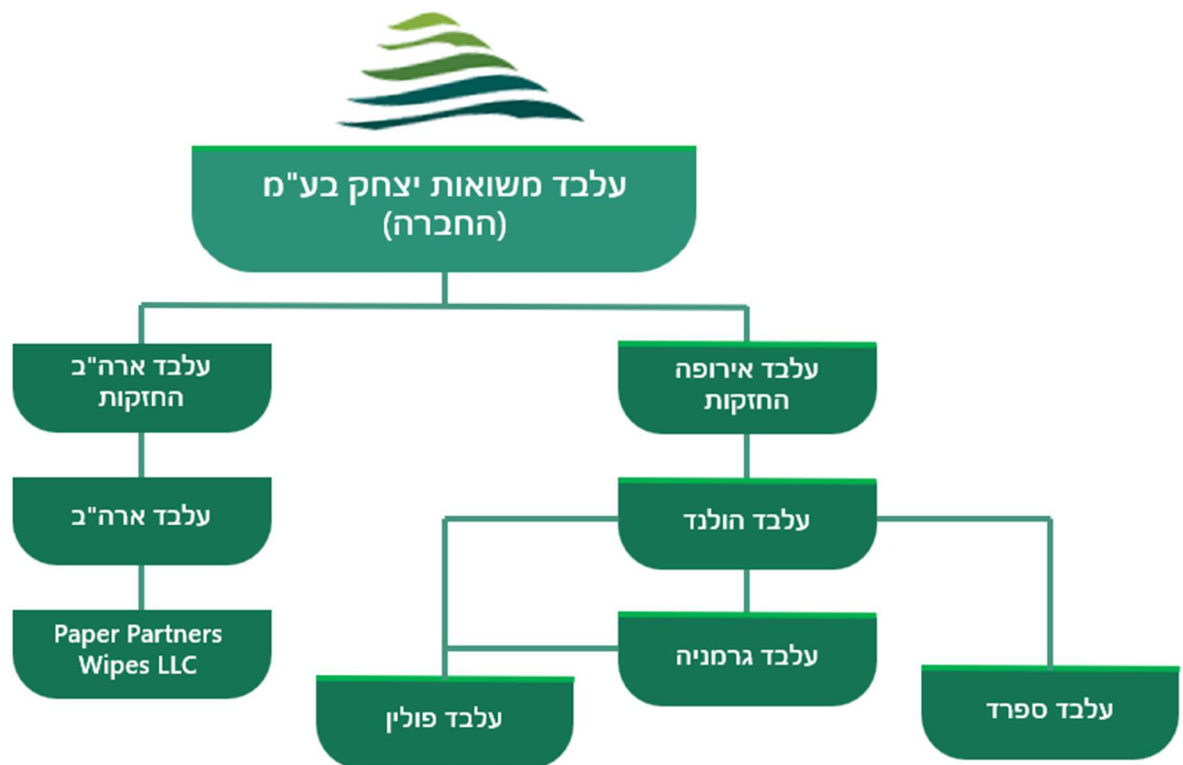 עלבד משואות יצחק בע"מ
(החברה)
עלבד אירופה
החזקות
עלבד ארה"ב
החזקות
עלבד הולנד
עלבד ארה"ב
עלבד גרמניה
Paper Partners
Wipes LLC
עלבד ספרד
עלבד פולין